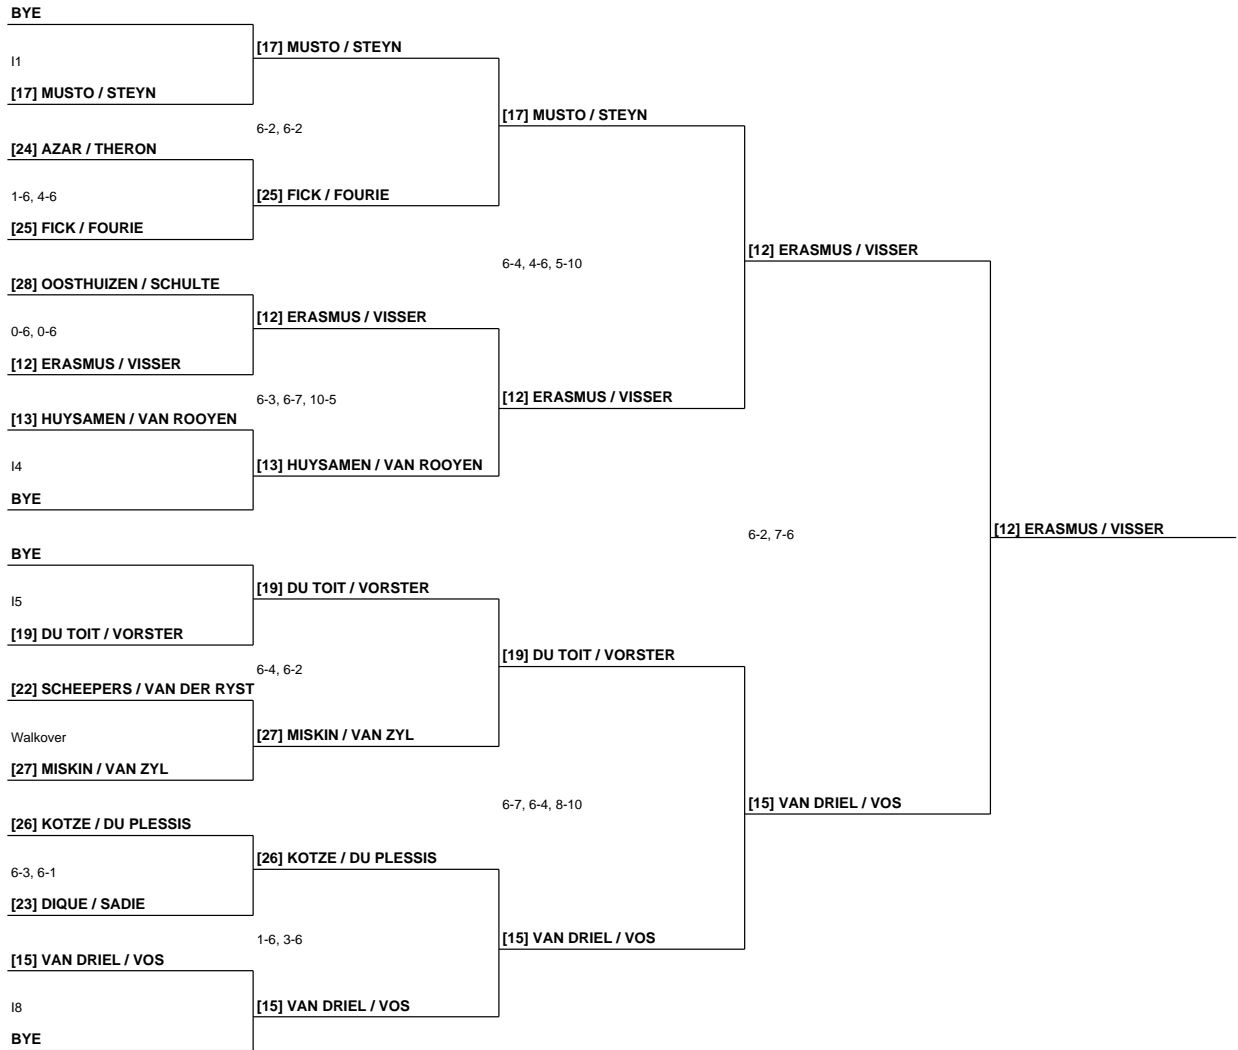 BYE
[17] MUSTO / STEYN
I1
[17] MUSTO / STEYN
[17] MUSTO / STEYN
6-2, 6-2
[24] AZAR / THERON
1-6, 4-6
[25] FICK / FOURIE
[25] FICK / FOURIE
[12] ERASMUS / VISSER
6-4, 4-6, 5-10
[28] OOSTHUIZEN / SCHULTE
[12] ERASMUS / VISSER
0-6, 0-6
[12] ERASMUS / VISSER
[12] ERASMUS / VISSER
6-3, 6-7, 10-5
[13] HUYSAMEN / VAN ROOYEN
I4
[13] HUYSAMEN / VAN ROOYEN
BYE
6-2, 7-6
[12] ERASMUS / VISSER
BYE
[19] DU TOIT / VORSTER
I5
[19] DU TOIT / VORSTER
[19] DU TOIT / VORSTER
6-4, 6-2
[22] SCHEEPERS / VAN DER RYST
Walkover
[27] MISKIN / VAN ZYL
[27] MISKIN / VAN ZYL
6-7, 6-4, 8-10
[15] VAN DRIEL / VOS
[26] KOTZE / DU PLESSIS
[26] KOTZE / DU PLESSIS
6-3, 6-1
[23] DIQUE / SADIE
1-6, 3-6
[15] VAN DRIEL / VOS
[15] VAN DRIEL / VOS
I8
[15] VAN DRIEL / VOS
BYE